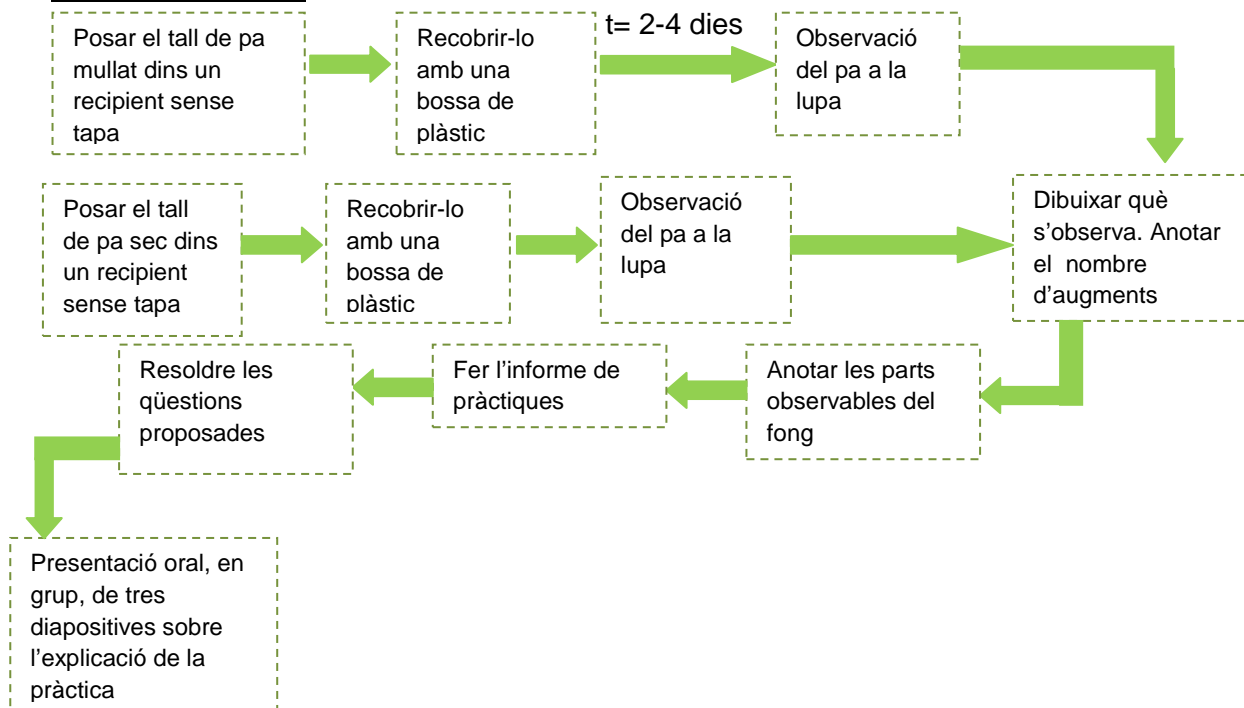 Posar el tall de pa
mullat dins un
recipient sense
tapa
Recobrir-lo
amb una
bossa de
plàstic
t= 2-4 dies
Observació
del pa a la
lupa
Posar el tall
de pa sec dins
un recipient
sense tapa
Recobrir-lo
amb una
bossa de
plàstic
Observació
del pa a la
lupa
Dibuixar què
s’observa. Anotar
el nombre
d’augments
Anotar les parts
observables del
fong
Fer l’informe de
pràctiques
Resoldre les
qüestions
proposades
Presentació oral, en
grup, de tres
diapositives sobre
l’explicació de la
pràctica